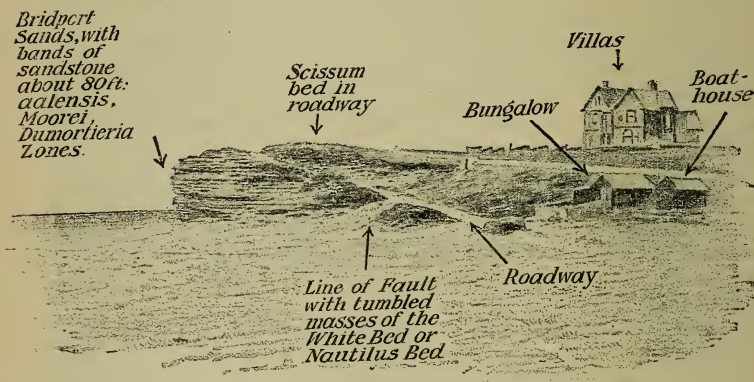 Bridport
Sands, with
bands of
sandstone
about 80ft:
aalensis,
Moorei,
Dumortieria
Zones.
Scissum
bed in
roadway
Villas
Bungalow
Boat-
house
Line of Fault
with tumbled
masses of the
White Bed or
Nautilus Bed
Roadway